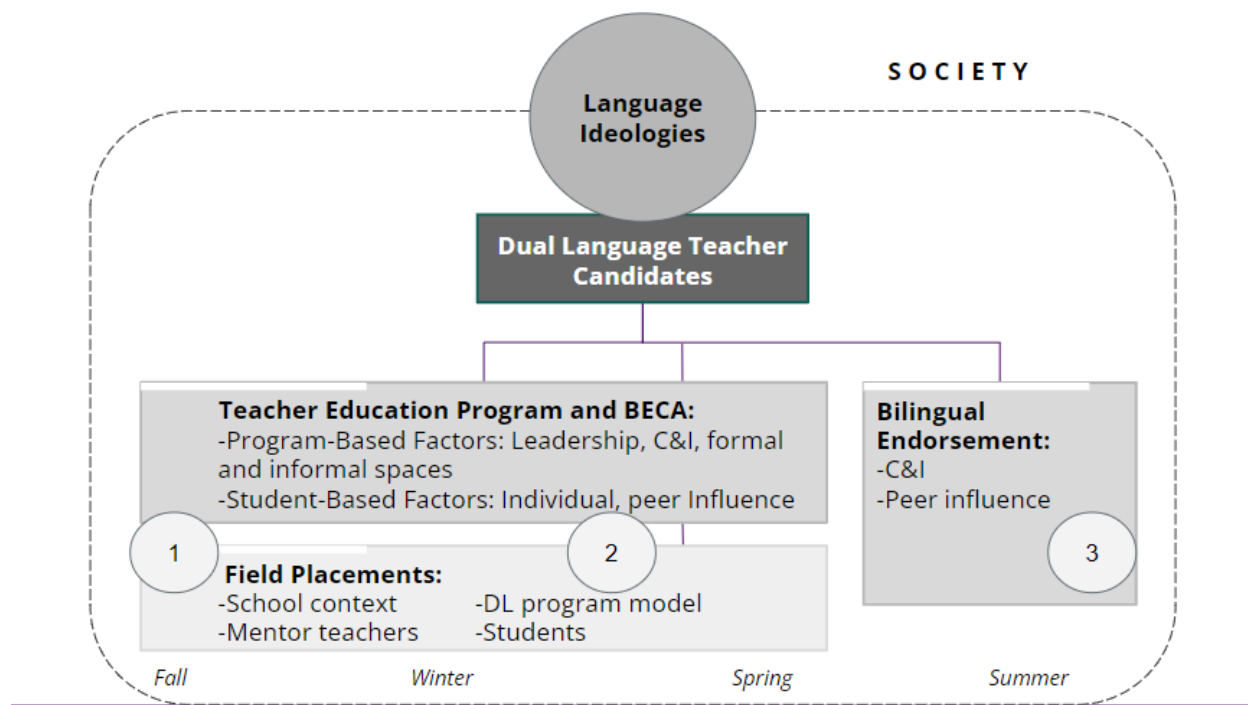 SOCIETY
Language
Ideologies
Dual Language Teacher
Candidates
Teacher Education Program and BECA:
-Program-Based Factors: Leadership, C&I, formal
and informal spaces
-Student-Based Factors: Individual, peer Influence
Bilingual
Endorsement:
-C&I
-Peer influence
1
2
3
Field Placements:
-School context
-DL program model
-Mentor teachers
-Students
Fall
Winter
Spring
Summer